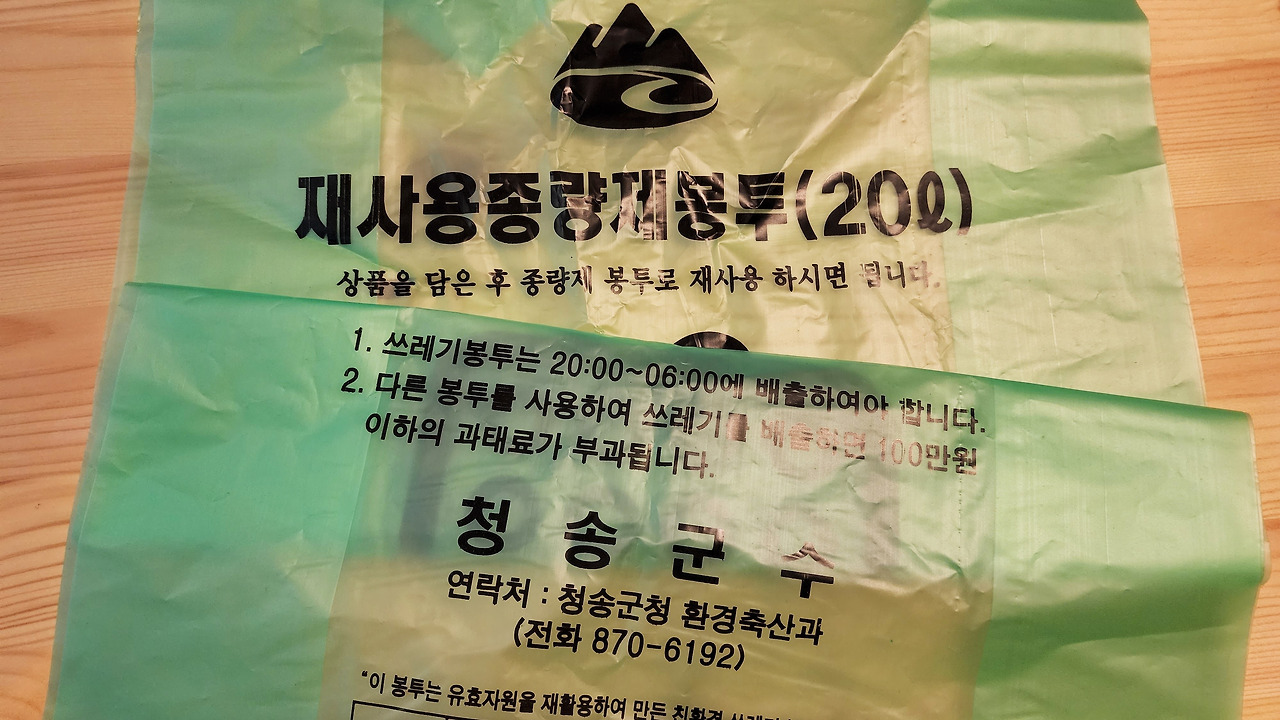 재사용종량제봉투(20ℓ)
상품을 담은 후 종량제 봉투로 재사용 하시면 됩니다.
1. 쓰레기봉투는 20:00~06:00에 배출하여야 합니다.
2. 다른 봉투를 사용하여 쓰레기를 배출하면 100만원
이하의 과태료가 부과됩니다.
청송군수
연락처 : 청송군청 환경축산과
(전화 870-6192)
"이 봉투는 유효자원을 재활용하여 만든 친환경